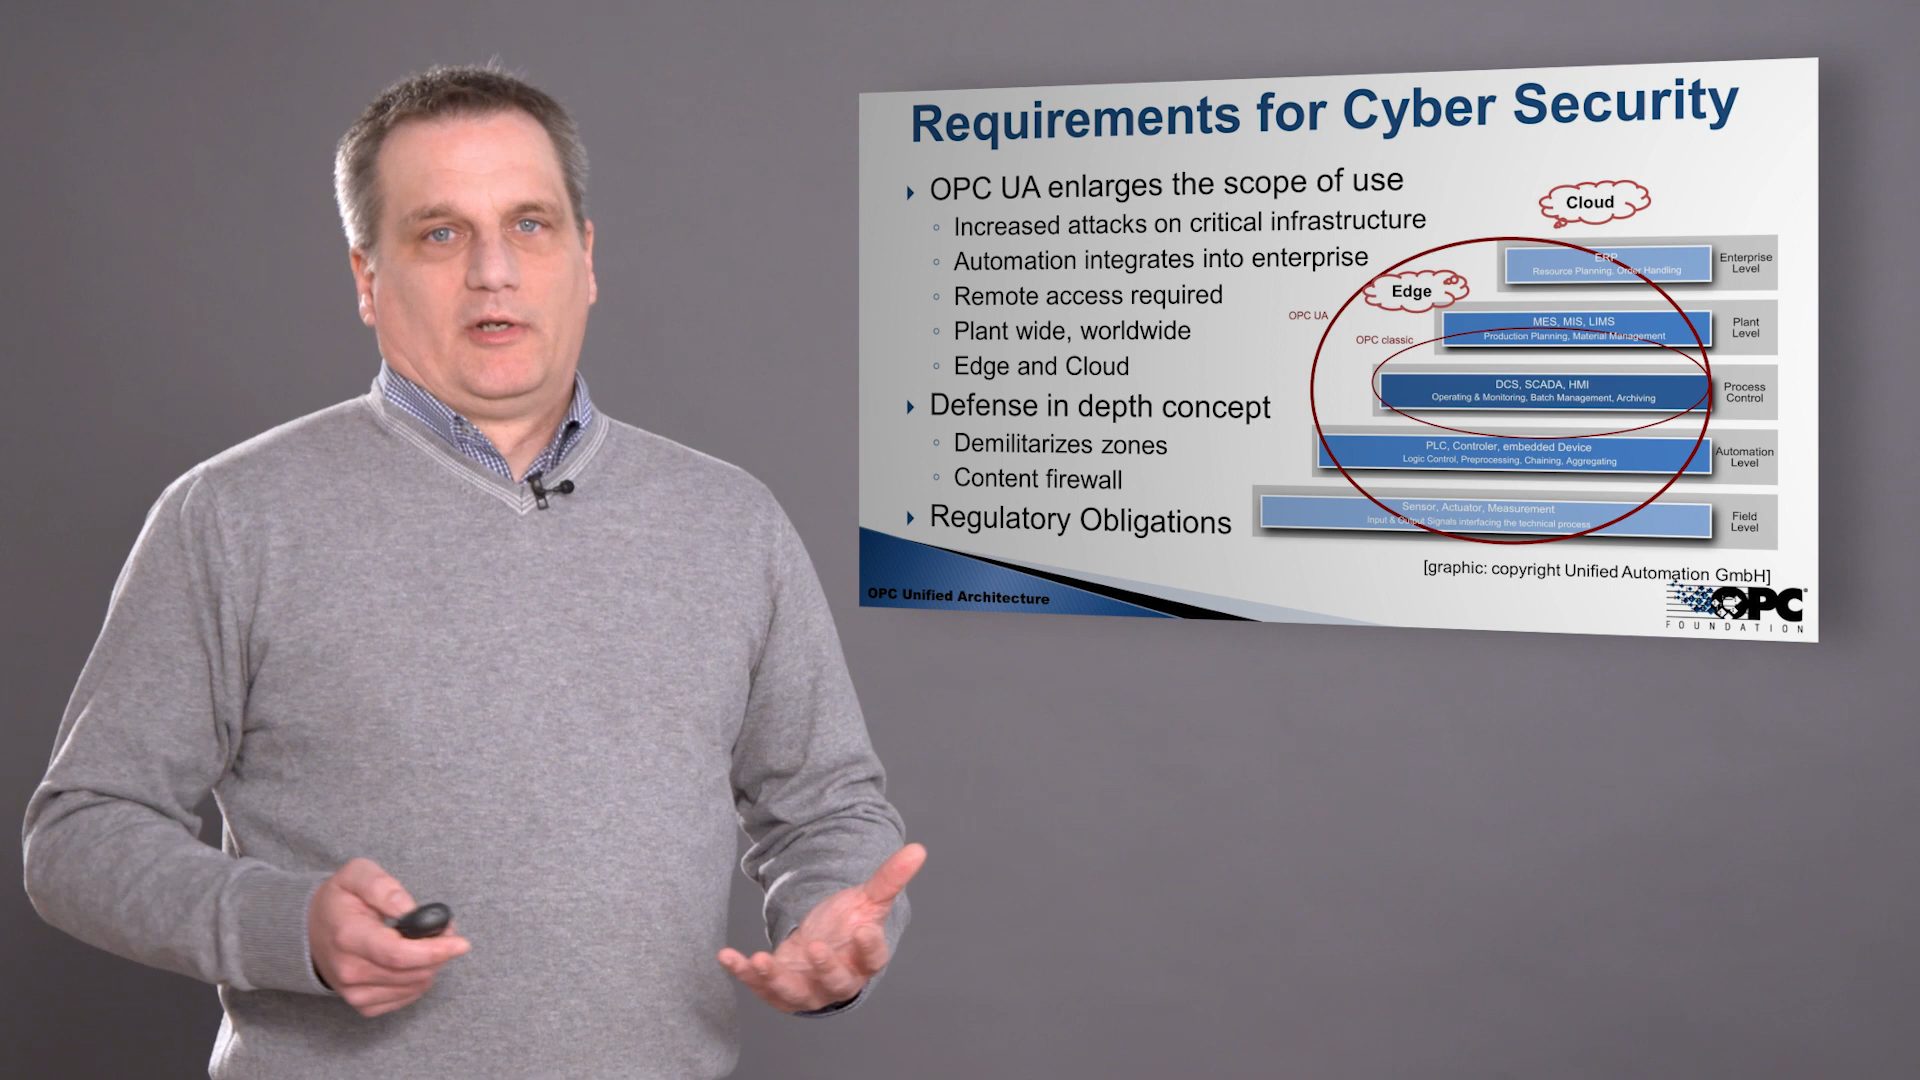 Requirements for Cyber Security
OPC UA enlarges the scope of use
Increased attacks on critical infrastructure
Automation integrates into enterprise
Remote access required
Plant wide, worldwide
Edge and Cloud
Defense in depth concept
Demilitarizes zones
Content firewall
Regulatory Obligations
Cloud
ERP
Resource Planning, Order Handling
Enterprise
Level
Edge
OPC UA
MES, MIS, LIMS
Production Planning, Material Management
Plant
Level
OPC classic
DCS, SCADA, HMI
Operating & Monitoring, Batch Management, Archiving
Process
Control
PLC, Controler, embedded Device
Logic Control, Preprocessing, Chaining, Aggregating
Automation
Level
Sensor, Actuator, Measurement
Input & Output Signals interfacing the technical process
Field
Level
[graphic: copyright Unified Automation GmbH]
OPC Unified Architecture
OPC
FOUNDATION